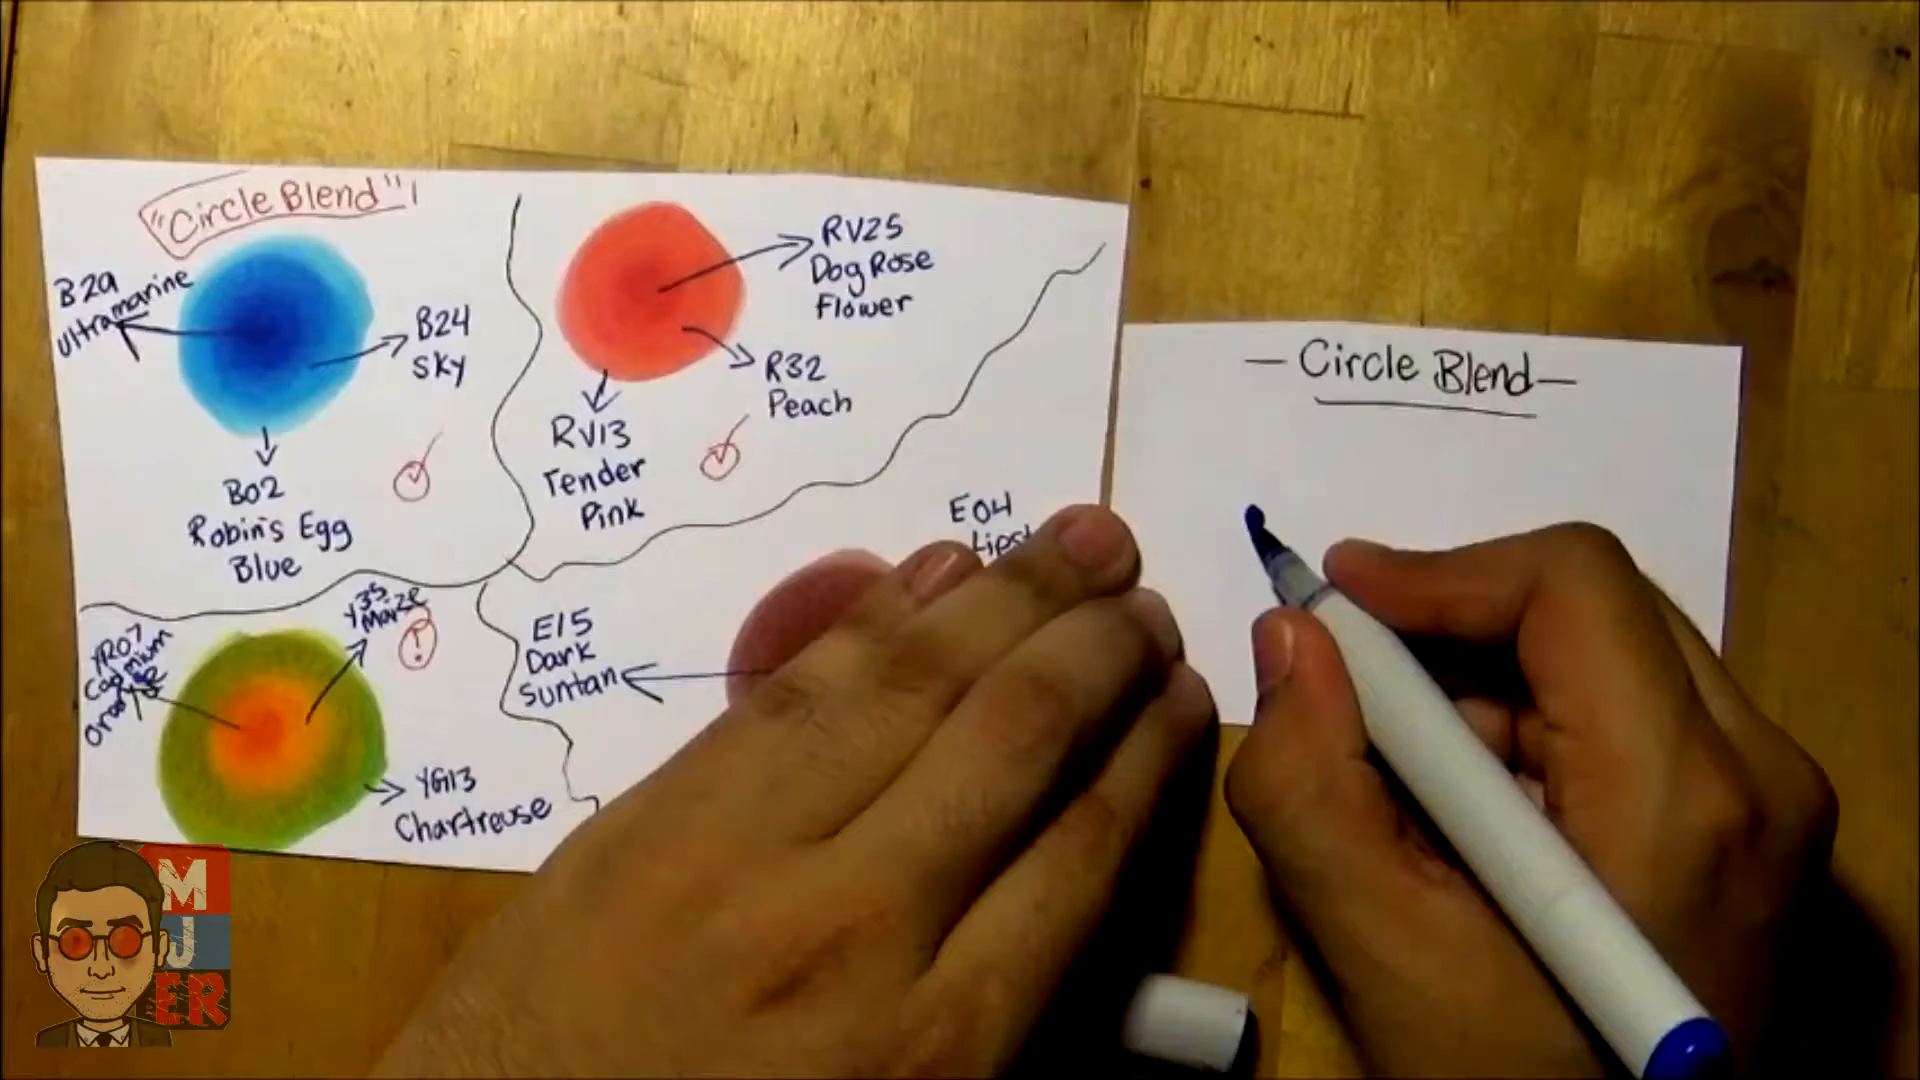 "Circle Blend"
B29
Ultramarine
B24
Sky
B02
Robin's Egg
Blue
RV25
Dog Rose
Flower
R32
Peach
RV13
Tender
Pink
YR07
Cadmium
Orange
Y35
Maize
!
YG13
Chartreuse
E04
E15
Dark
Suntan
— Circle Blend —
M
J
ER